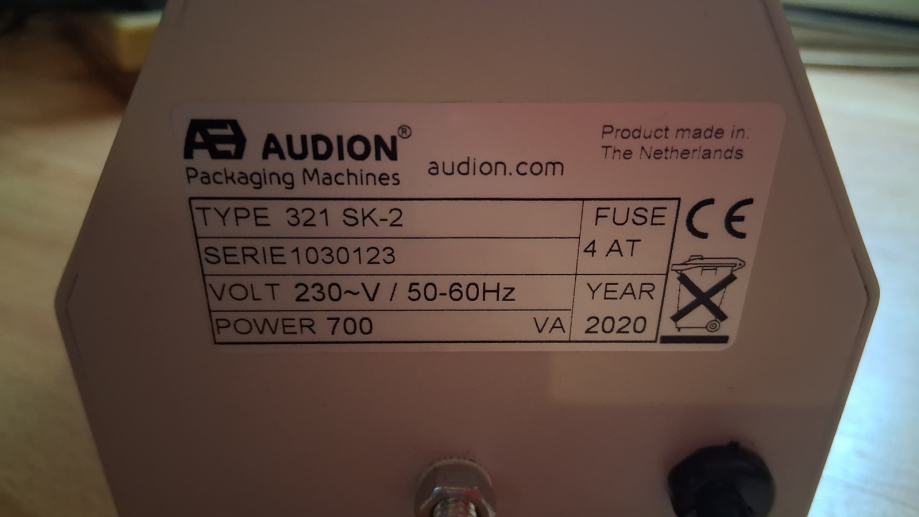 AUDION®
Packaging Machines
audion.com
Product made in:
The Netherlands
TYPE 321 SK-2
FUSE
4 AT
SERIE1030123
VOLT 230~V / 50-60Hz
YEAR
2020
POWER 700 VA
CE